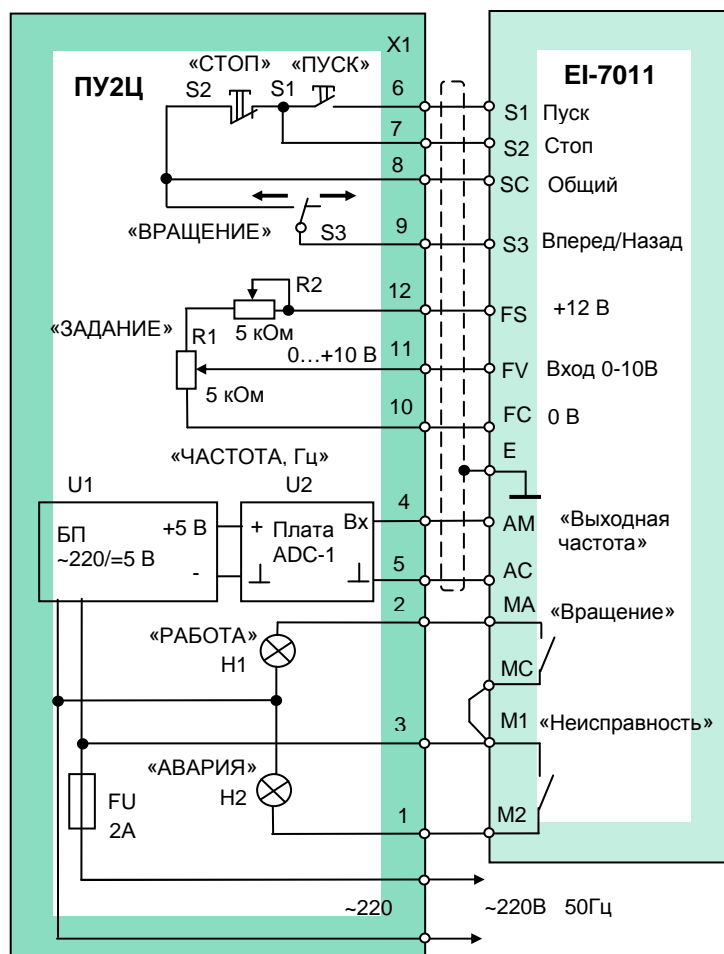 X1
ПУ2Ц
«СТОП» «ПУСК»
S2 S1
6
7
8
«ВРАЩЕНИЕ»
S3
9
12
R2
5 кОм
«ЗАДАНИЕ»
R1
0...+10 В
11
5 кОм
10
«ЧАСТОТА, Гц»
U1
U2
БП
~220/=5 В
+5 В
-
+
Плата
ADC-1
Вх
4
5
2
«РАБОТА»
H1
3
«АВАРИЯ»
H2
1
FU
2А
~220
EI-7011
S1 Пуск
S2 Стоп
SC Общий
S3 Вперед/Назад
FS +12 В
FV Вход 0-10В
FC 0 В
E
AM «Выходная
частота»
AC
MA «Вращение»
MC
M1 «Неисправность»
M2
~220В 50Гц